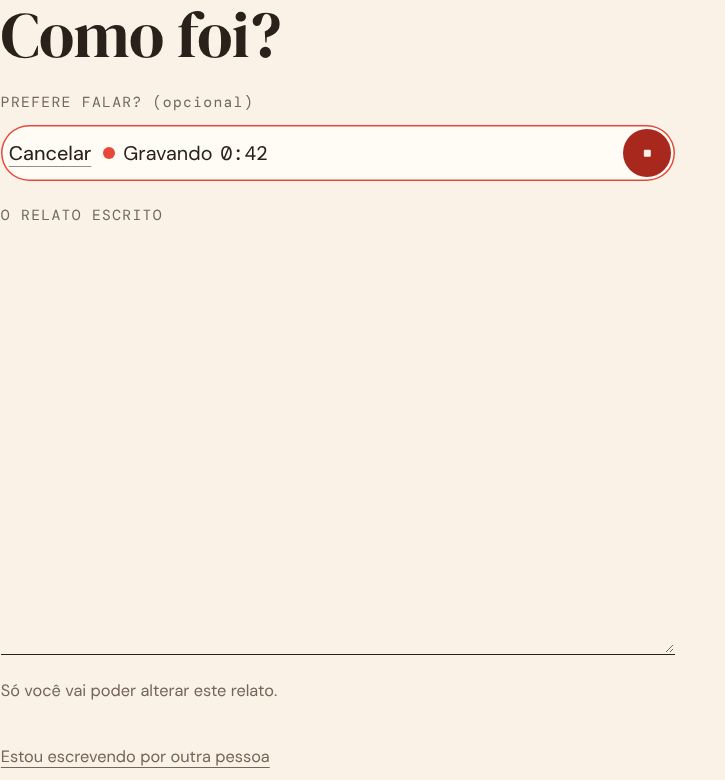 Como foi?
PREFERE FALAR? (opcional)
Cancelar Gravando 0:42
O RELATO ESCRITO
Só você vai poder alterar este relato.
Estou escrevendo por outra pessoa